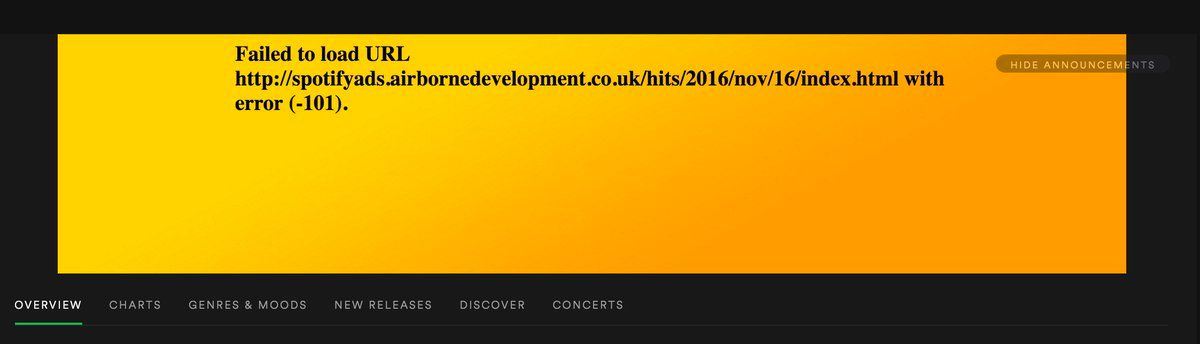 Failed to load URL
http://spotifyads.airbornedevelopment.co.uk/hits/2016/nov/16/index.html with
error (-101).
HIDE ANNOUNCEMENTS
OVERVIEW CHARTS GENRES & MOODS NEW RELEASES DISCOVER CONCERTS